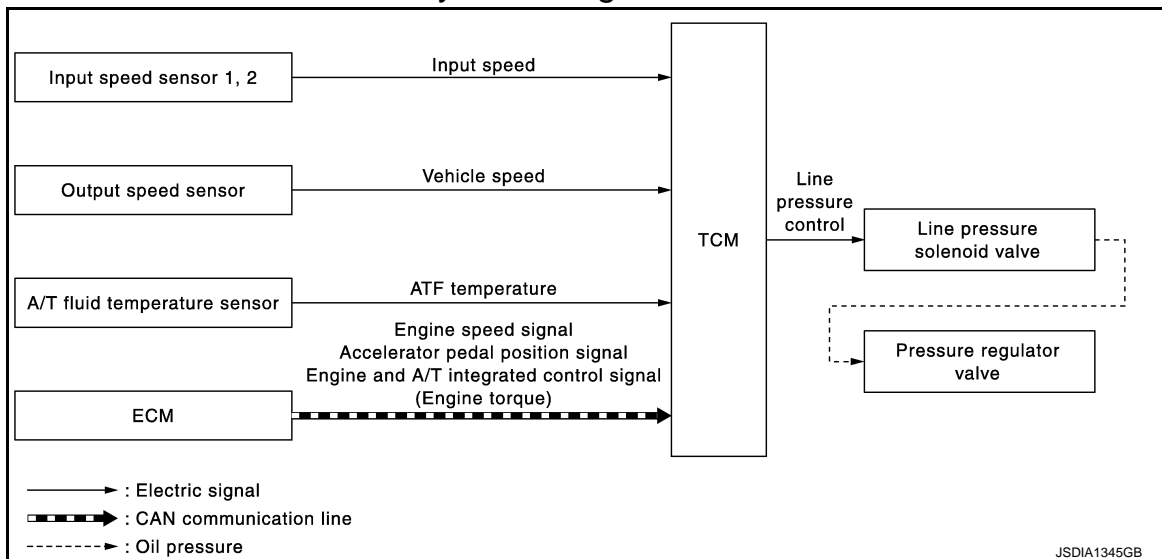 Input speed sensor 1, 2
Input speed
Output speed sensor
Vehicle speed
A/T fluid temperature sensor
ATF temperature
Engine speed signal
Accelerator pedal position signal
Engine and A/T integrated control signal
(Engine torque)
ECM
TCM
Line
pressure
control
Line pressure
solenoid valve
Pressure regulator
valve
: Electric signal
: CAN communication line
: Oil pressure
JSDIA1345GB